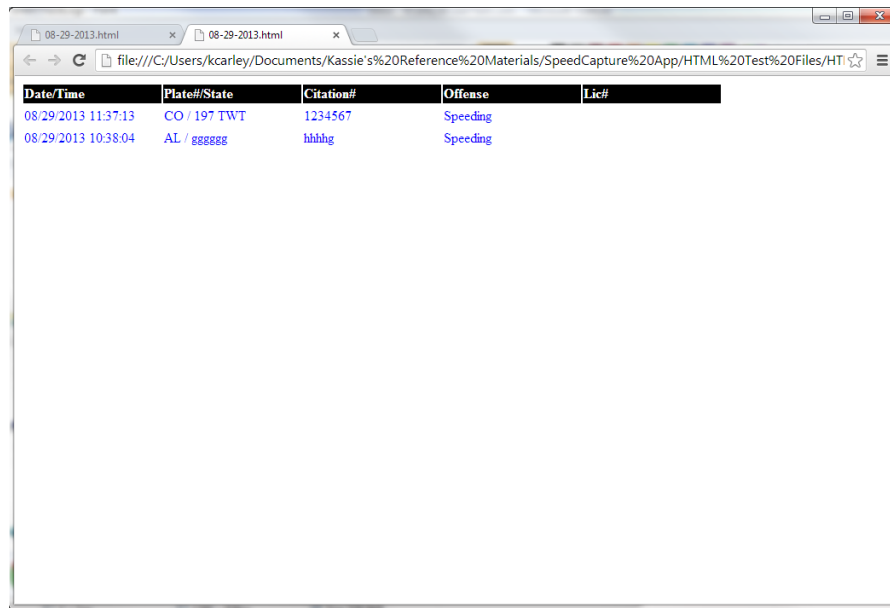 08-29-2013.html 08-29-2013.html
file:///C:/Users/kcarley/Documents/Kassie's%20Reference%20Materials/SpeedCapture%20App/HTML%20Test%20Files/HTI
Date/Time Plate#/State Citation# Offense Lic#
08/29/2013 11:37:13 CO / 197 TWT 1234567 Speeding
08/29/2013 10:38:04 AL / gggggg hhhhg Speeding